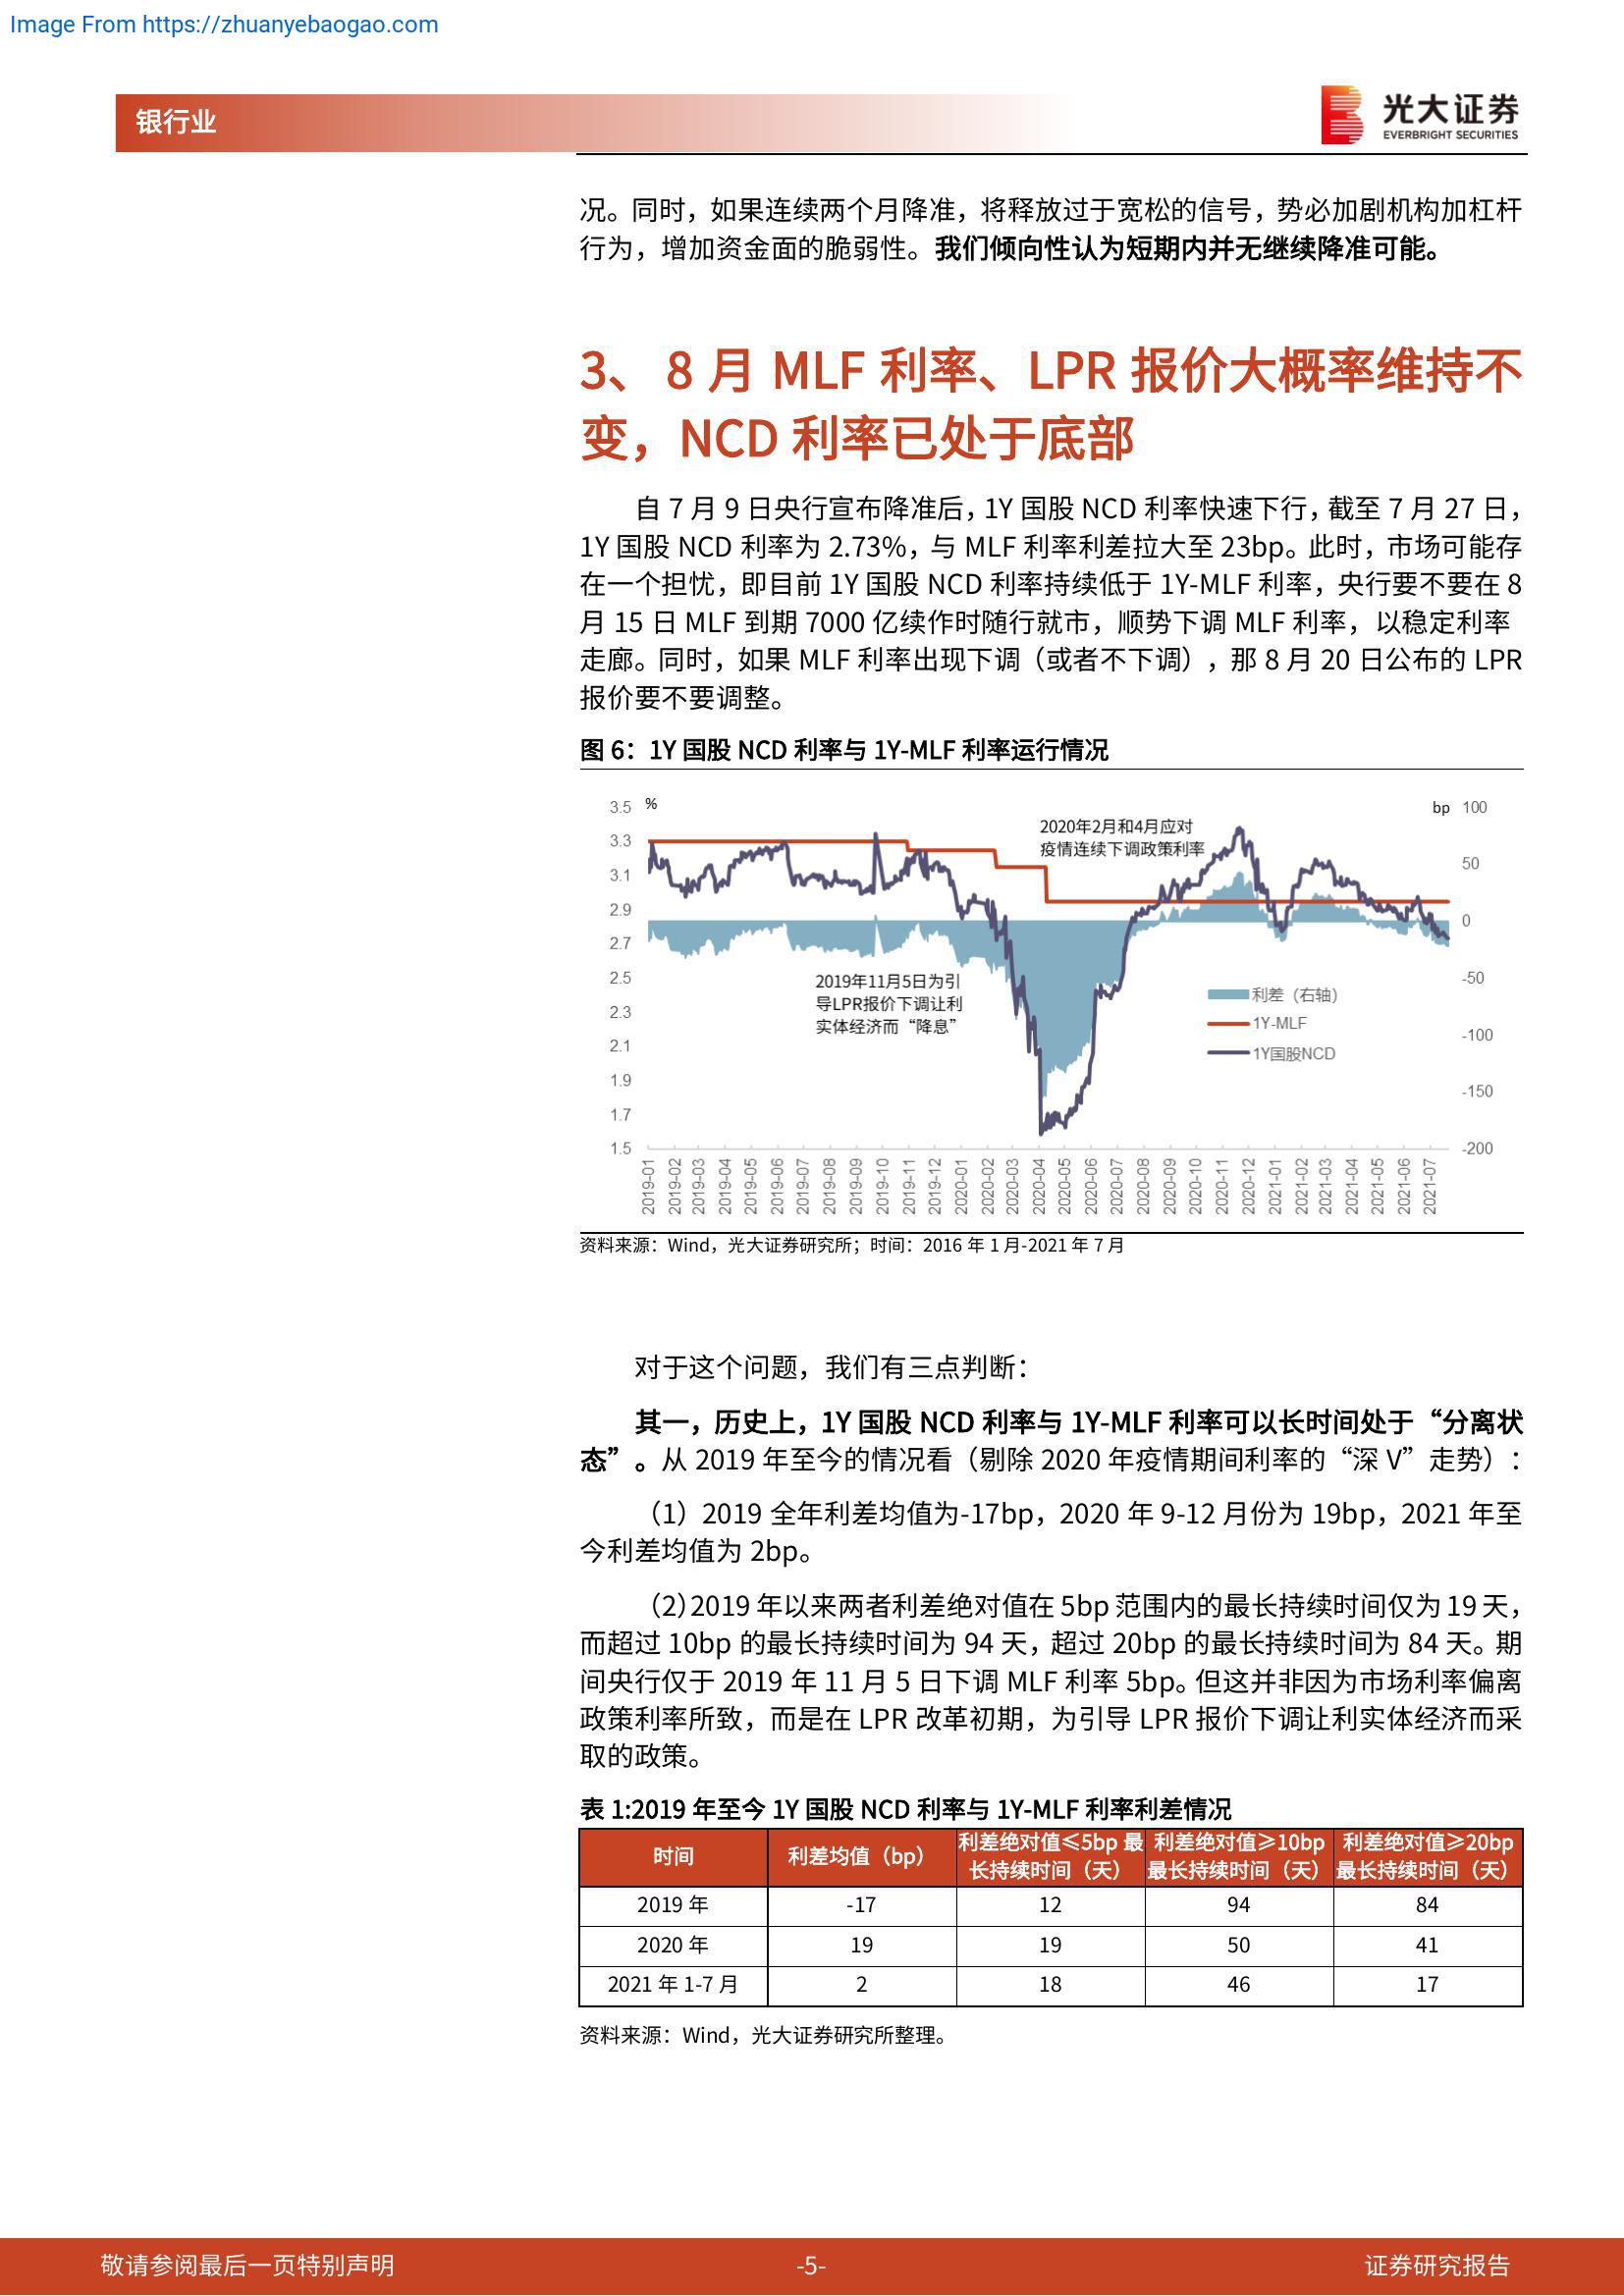 Image From https://zhuanyebaogao.com
银行业
光大证券
EVERBRIGHT SECURITIES
况。同时，如果连续两个月降准，将释放过于宽松的信号，势必加剧机构加杠杆
行为，增加资金面的脆弱性。我们倾向性认为短期内并无继续降准可能。
3、 8 月 MLF 利率、LPR 报价大概率维持不
变，NCD 利率已处于底部
自 7 月 9 日央行宣布降准后，1Y 国股 NCD 利率快速下行，截至 7 月 27 日，
1Y 国股 NCD 利率为 2.73%，与 MLF 利率利差拉大至 23bp。此时，市场可能存
在一个担忧，即目前 1Y 国股 NCD 利率持续低于 1Y-MLF 利率，央行要不要在 8
月 15 日 MLF 到期 7000 亿续作时随行就市，顺势下调 MLF 利率，以稳定利率
走廊。同时，如果 MLF 利率出现下调（或者不下调），那 8 月 20 日公布的 LPR
报价要不要调整。
图 6：1Y 国股 NCD 利率与 1Y-MLF 利率运行情况
% bp
3.5 100
3.3
3.1 50
2.9 0
2.7
2.5 -50
2.3
2.1 -100
1.9
1.7 -150
1.5 -200
2020年2月和4月应对
疫情连续下调政策利率
2019年11月5日为引
导LPR报价下调让利
实体经济而“降息”
利差（右轴）
1Y-MLF
1Y国股NCD
2019-01 2019-02 2019-03 2019-04 2019-05 2019-06 2019-07 2019-08 2019-09 2019-10 2019-11 2019-12 2020-01 2020-02 2020-03 2020-04 2020-05 2020-06 2020-07 2020-08 2020-09 2020-10 2020-11 2020-12 2021-01 2021-02 2021-03 2021-04 2021-05 2021-06 2021-07
资料来源：Wind，光大证券研究所；时间：2016 年 1 月-2021 年 7 月
对于这个问题，我们有三点判断：
其一，历史上，1Y 国股 NCD 利率与 1Y-MLF 利率可以长时间处于“分离状
态”。从 2019 年至今的情况看（剔除 2020 年疫情期间利率的“深 V”走势）：
（1）2019 全年利差均值为-17bp，2020 年 9-12 月份为 19bp，2021 年至
今利差均值为 2bp。
（2）2019 年以来两者利差绝对值在 5bp 范围内的最长持续时间仅为 19 天，
而超过 10bp 的最长持续时间为 94 天，超过 20bp 的最长持续时间为 84 天。期
间央行仅于 2019 年 11 月 5 日下调 MLF 利率 5bp。但这并非因为市场利率偏离
政策利率所致，而是在 LPR 改革初期，为引导 LPR 报价下调让利实体经济而采
取的政策。
表 1:2019 年至今 1Y 国股 NCD 利率与 1Y-MLF 利率利差情况
时间 利差均值（bp） 利差绝对值≤5bp 最长持续时间（天） 利差绝对值≥10bp 最长持续时间（天） 利差绝对值≥20bp 最长持续时间（天）
2019 年 -17 12 94 84
2020 年 19 19 50 41
2021 年 1-7 月 2 18 46 17
资料来源：Wind，光大证券研究所整理。
敬请参阅最后一页特别声明 -5- 证券研究报告